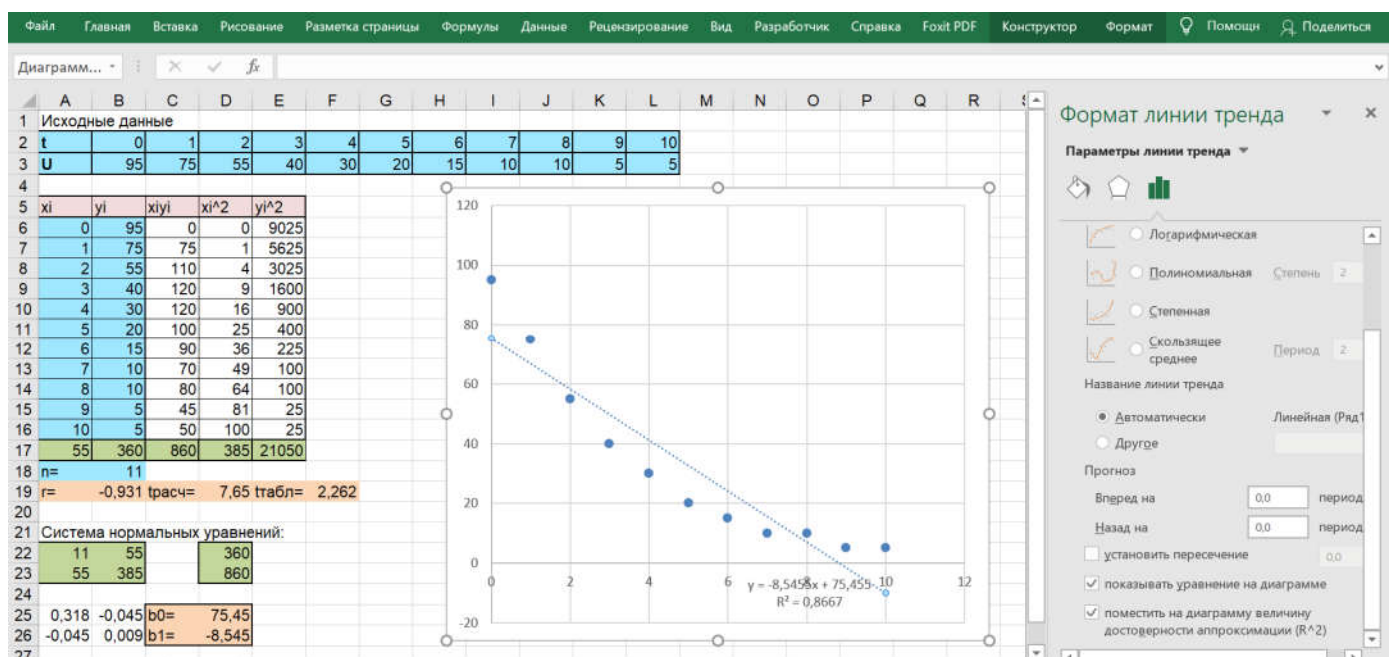 Файл Главная Вставка Рисование Разметка страницы Формулы Данные Рецензирование Вид Разработчик Справка Foxit PDF Конструктор Формат Помощн Поделиться
Диаграмм... fx
A B C D E F G H I J K L M N O P Q R
1 Исходные данные
2 t 0 1 2 3 4 5 6 7 8 9 10
3 U 95 75 55 40 30 20 15 10 10 5 5
4
5 xi yi xiyi xi^2 yi^2
6 0 95 0 0 9025
7 1 75 75 1 5625
8 2 55 110 4 3025
9 3 40 120 9 1600
10 4 30 120 16 900
11 5 20 100 25 400
12 6 15 90 36 225
13 7 10 70 49 100
14 8 10 80 64 100
15 9 5 45 81 25
16 10 5 50 100 25
17 55 360 860 385 21050
18 n= 11
19 r= -0,931 tрасч= 7,65 tтабл= 2,262
20
21 Система нормальных уравнений:
22 11 55 360
23 55 385 860
24
25 0,318 -0,045 b0= 75,45
26 -0,045 0,009 b1= -8,545
27
120
100
80
60
40
20
0
-20
0 2 4 6 8 10 12
y = -8,5455x + 75,455
R² = 0,8667
Формат линии тренда
Параметры линии тренда
Логарифмическая
Полиномиальная Степень 2
Степенная
Скользящее
среднее Период 2
Название линии тренда
Автоматически Линейная (Ряд1
Другое
Прогноз
Вперед на 0,0 период
Назад на 0,0 период
установить пересечение 0,0
показывать уравнение на диаграмме
поместить на диаграмму величину
достоверности аппроксимации (R^2)